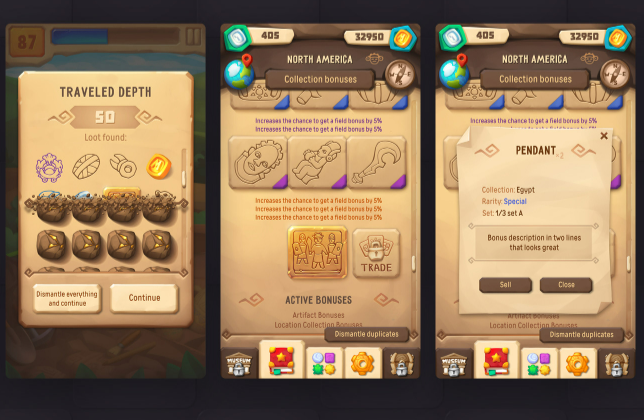 87
TRAVELED DEPTH
50
Loot found:
Dismantle everything
and continue
Continue
405
32950
NORTH AMERICA
Collection bonuses
Increases the chance to get a field bonus by 5%
Increases the chance to get a field bonus by 5%
Increases the chance to get a field bonus by 5%
Increases the chance to get a field bonus by 5%
Increases the chance to get a field bonus by 5%
TRADE
ACTIVE BONUSES
Artifact Bonuses
Location Collection Bonuses
Dismantle duplicates
MUSEUM
405
32950
NORTH AMERICA
Collection bonuses
Increases the chance to get a field bonus by 5%
PENDANT
Collection: Egypt
Rarity: Special
Set: 1/3 set A
Bonus description in two lines
that looks great
Sell
Close
Artifact Bonuses
Location Collection Bonuses
Dismantle duplicates
MUSEUM